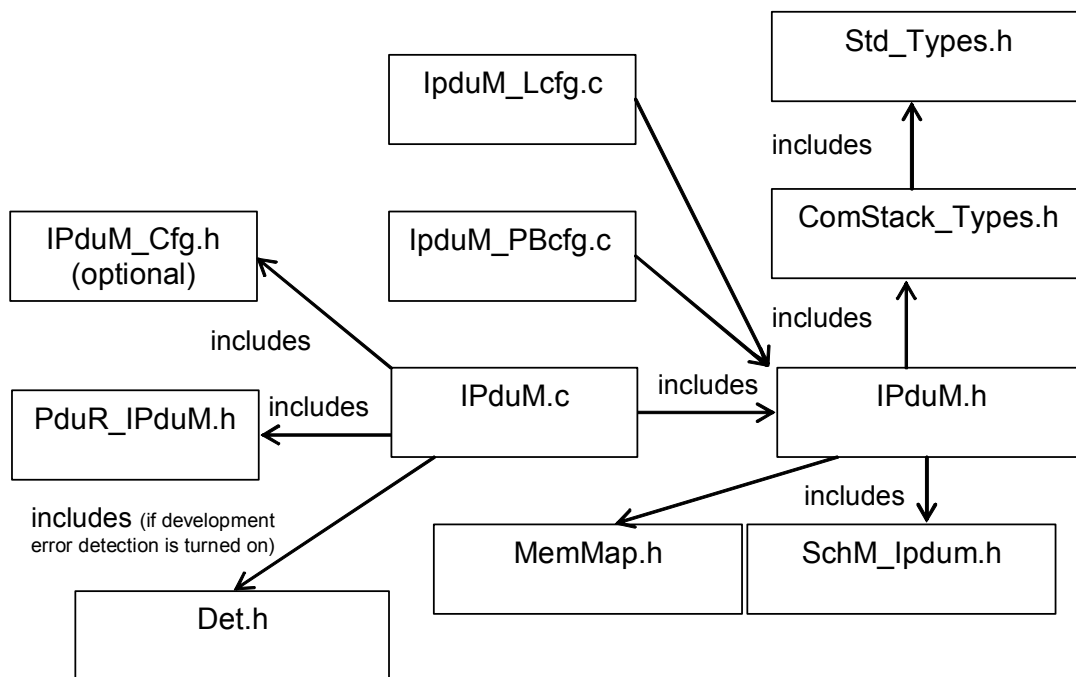 Std_Types.h
IpduM_Lcfg.c
includes
ComStack_Types.h
IPduM_Cfg.h
(optional)
IpduM_PBcfg.c
includes
includes
IPduM.c
includes
IPduM.h
PduR_IPduM.h
includes
includes
includes (if development
error detection is turned on)
MemMap.h
SchM_Ipdum.h
Det.h